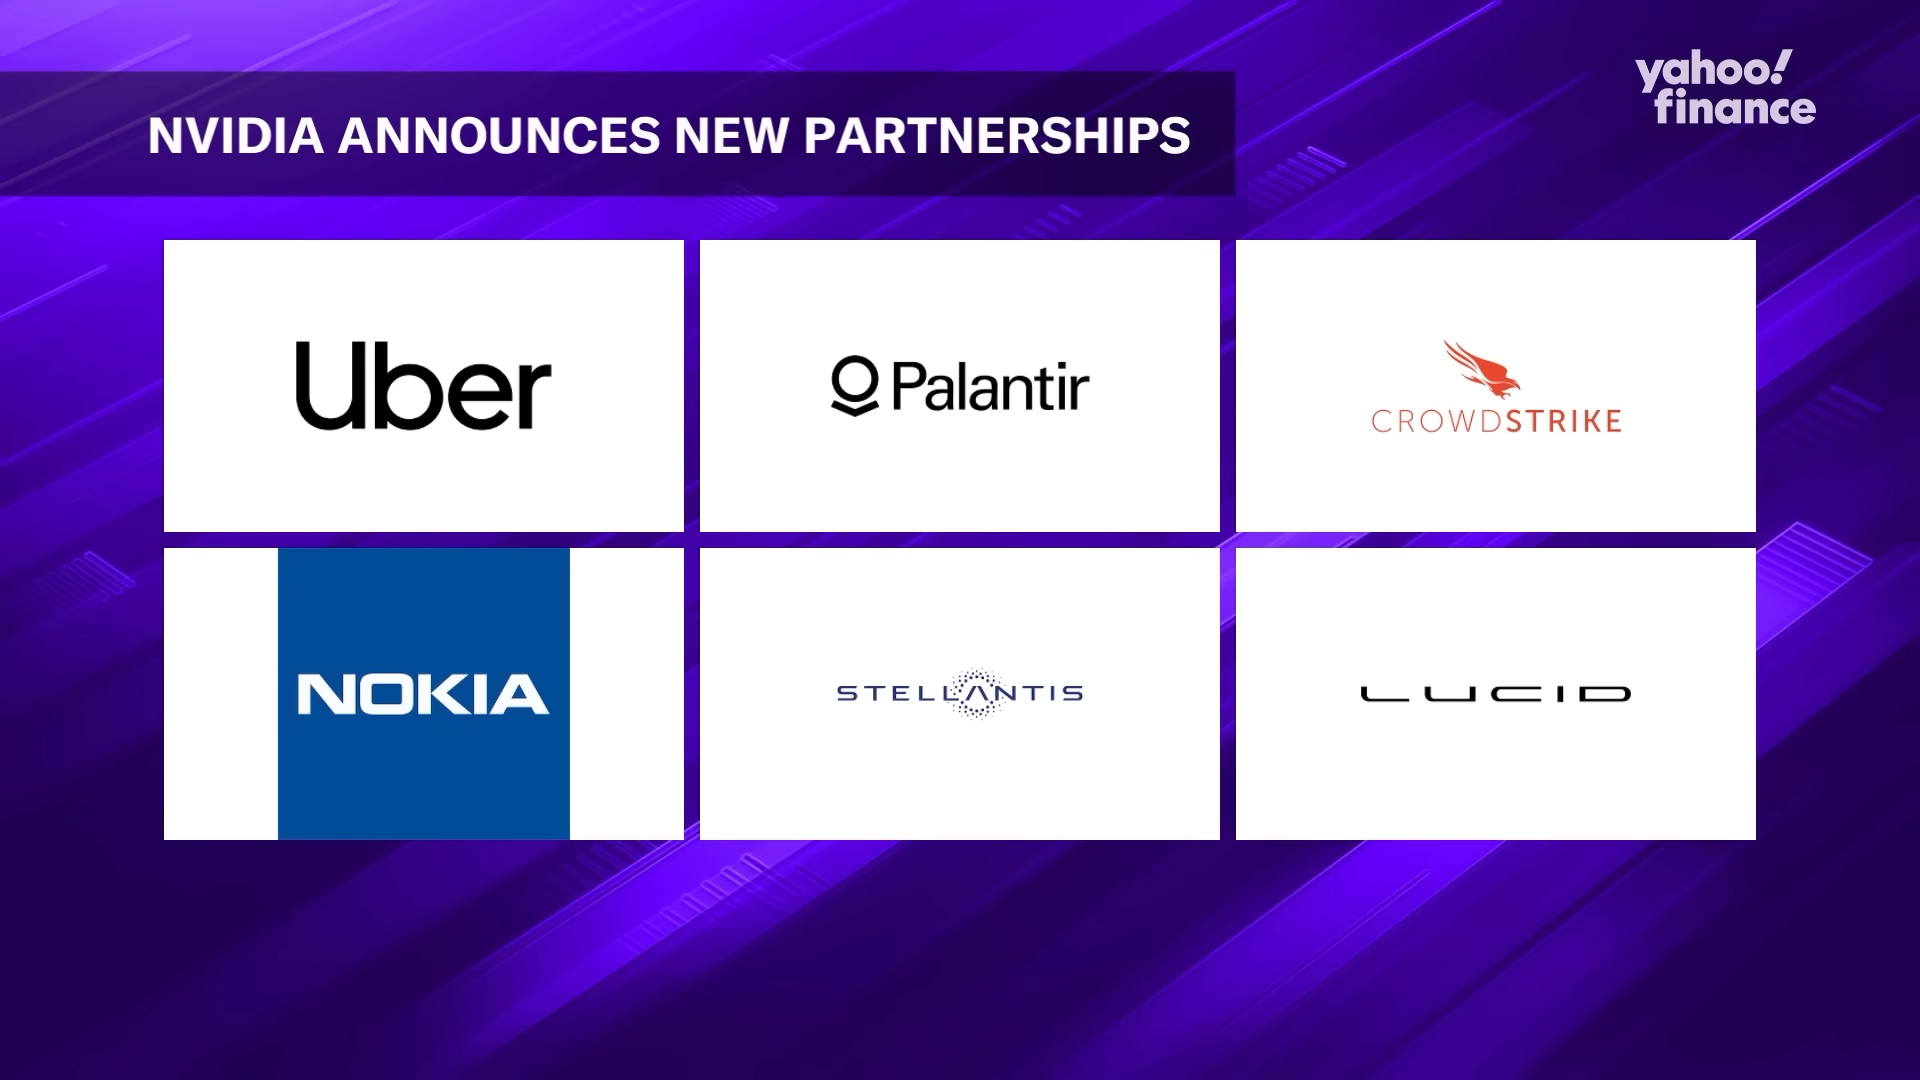 yahoo!
finance
NVIDIA ANNOUNCES NEW PARTNERSHIPS
Uber
Palantir
CROWDSTRIKE
NOKIA
STELLANTIS
LUCID